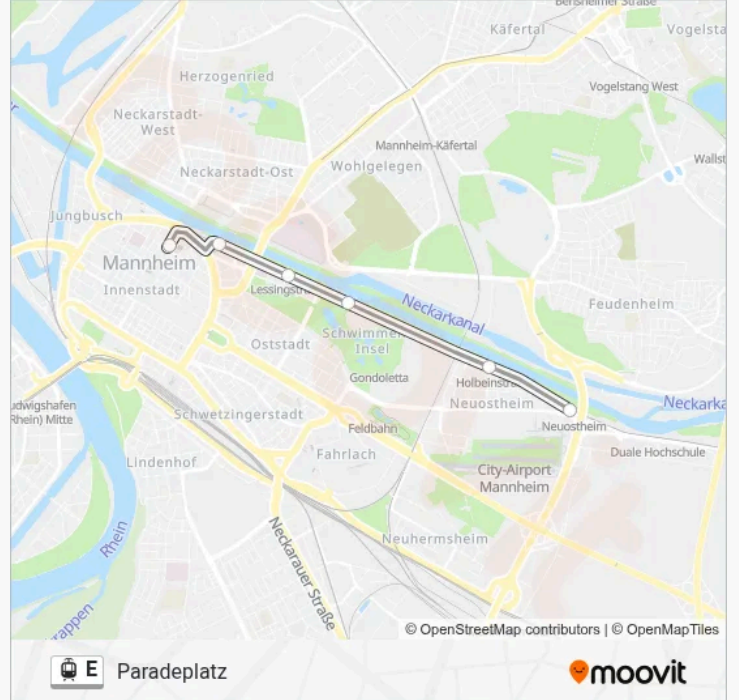 Bensheimer Straße
Käfertal
Vogelsta
Herzogenried
Vogelstang West
Neckarstadt-
West
Mannheim-Käfertal
Wallst
Neckarstadt-Ost
Wohlgelegen
Jungbusch
Mannheim
Innenstadt
Lessingstr
Neckarkanal
Feudenheim
Schwimme
Insel
Oststadt
Gondoletta
Holbeinstr
Neuostheim
Neckarka
udwigshafen
Rhein) Mitte
Schwetzingerstadt
Feldbahn
Neuostheim
Duale Hochschule
Lindenhof
Fahrlach
City-Airport
Mannheim
Rhein
Neckarauer Straße
Neuhermsheim
rappen
© OpenStreetMap contributors | © OpenMapTiles
E Paradeplatz
moovit